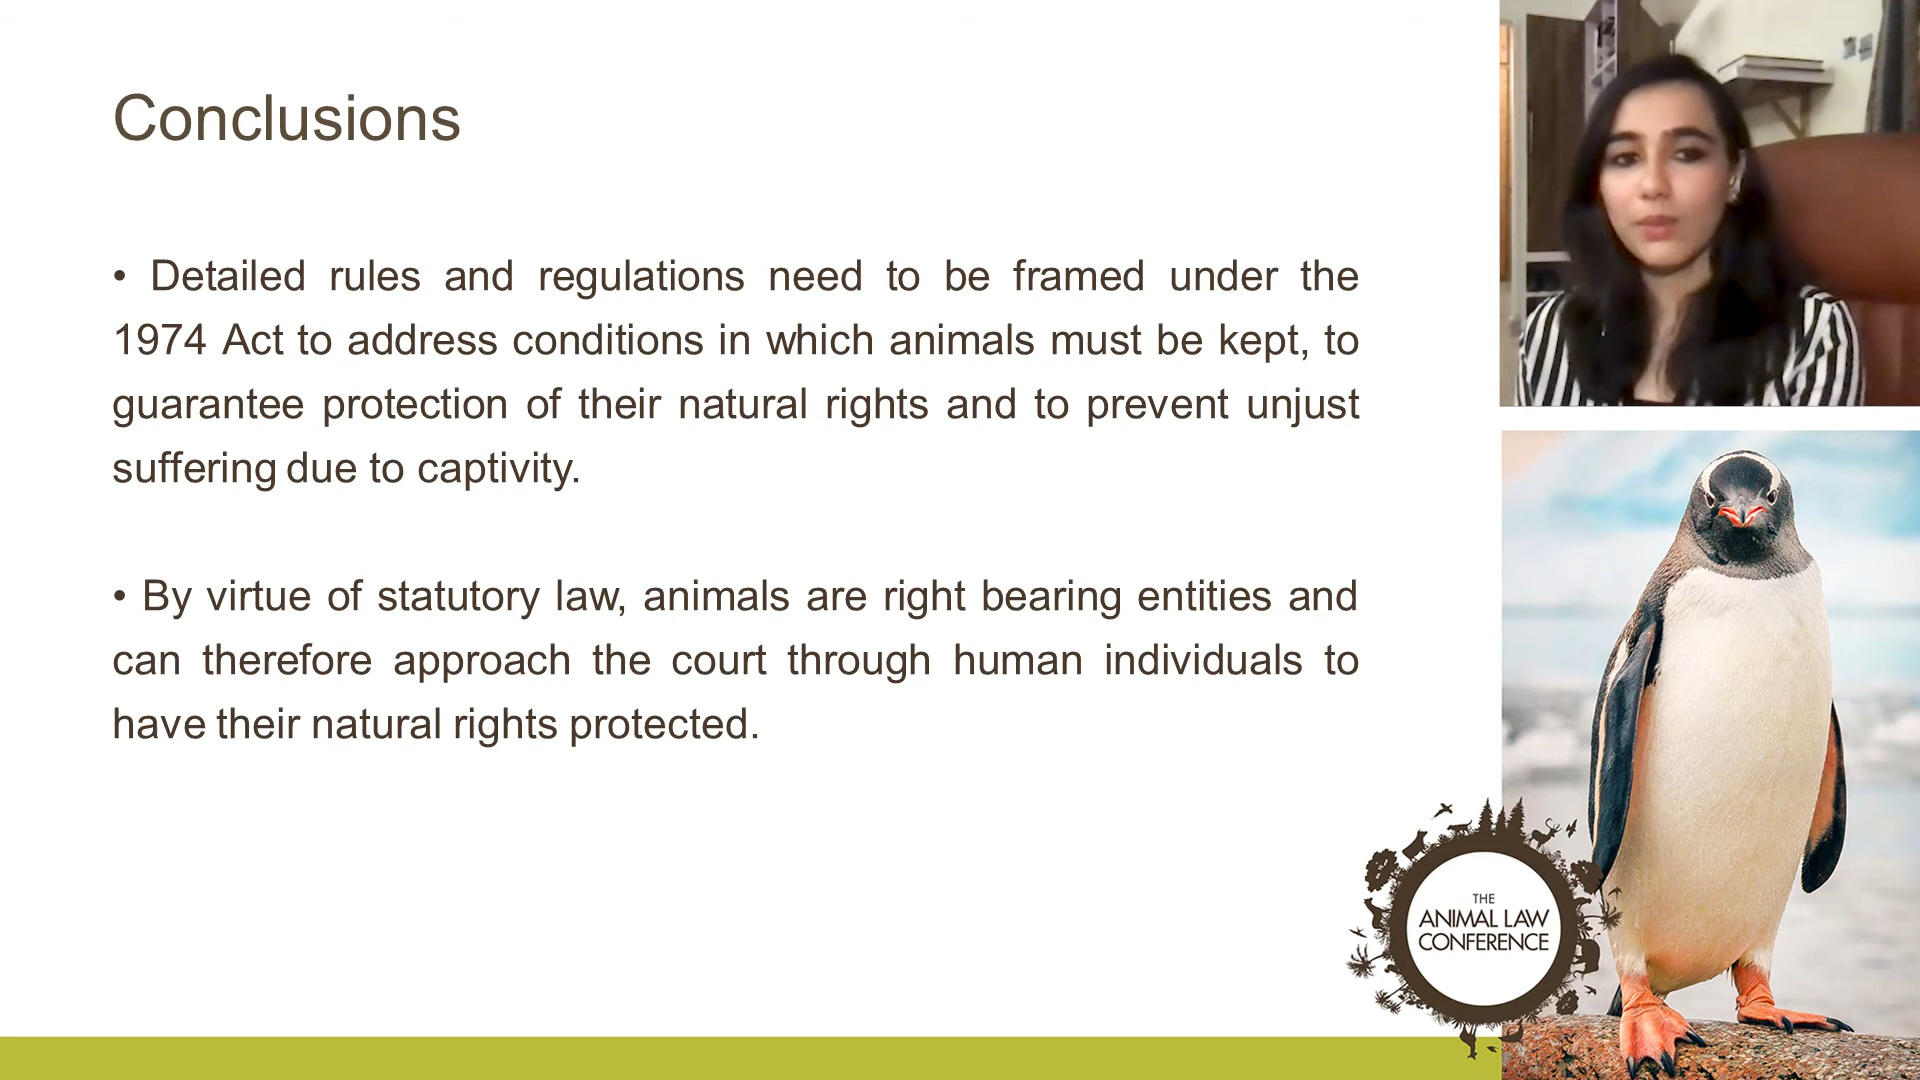 Conclusions
• Detailed rules and regulations need to be framed under the
1974 Act to address conditions in which animals must be kept, to
guarantee protection of their natural rights and to prevent unjust
suffering due to captivity.
• By virtue of statutory law, animals are right bearing entities and
can therefore approach the court through human individuals to
have their natural rights protected.
THE
ANIMAL LAW
CONFERENCE